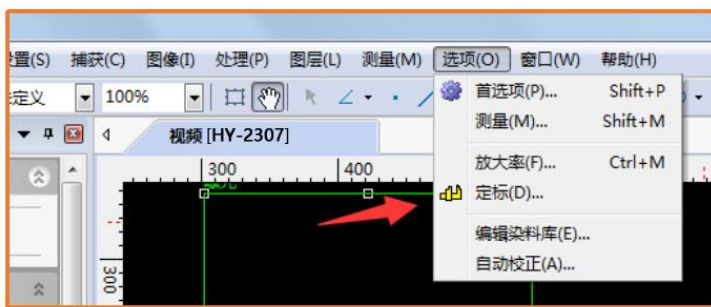 置(S) 捕获(C) 图像(I) 处理(P) 图层(L) 测量(M) 选项(O) 窗口(W) 帮助(H)
定义 100%
首选项(P)... Shift+P
测量(M)... Shift+M
放大率(F)... Ctrl+M
定标(D)...
编辑染料库(E)...
自动校正(A)...
视频 [HY-2307]
300 400
300